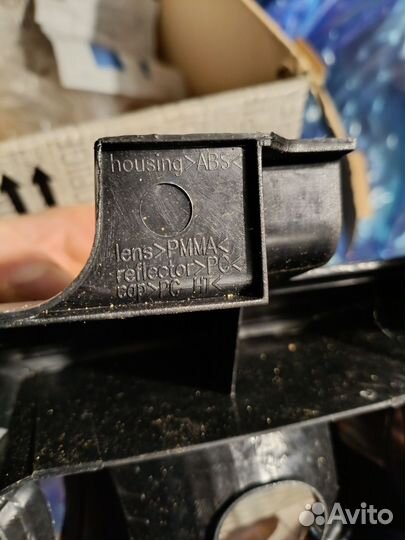 housing>ABS<
lens>PMMA<
reflector>PC<
cap>PC HT<
Avito